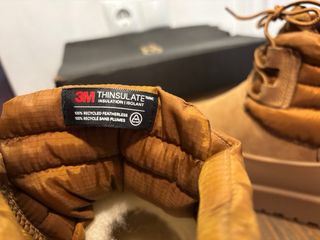 3M THINSULATE™
INSULATION | ISOLANT
100% RECYCLED FEATHERLESS
100% RECYCLÉ SANS PLUMES